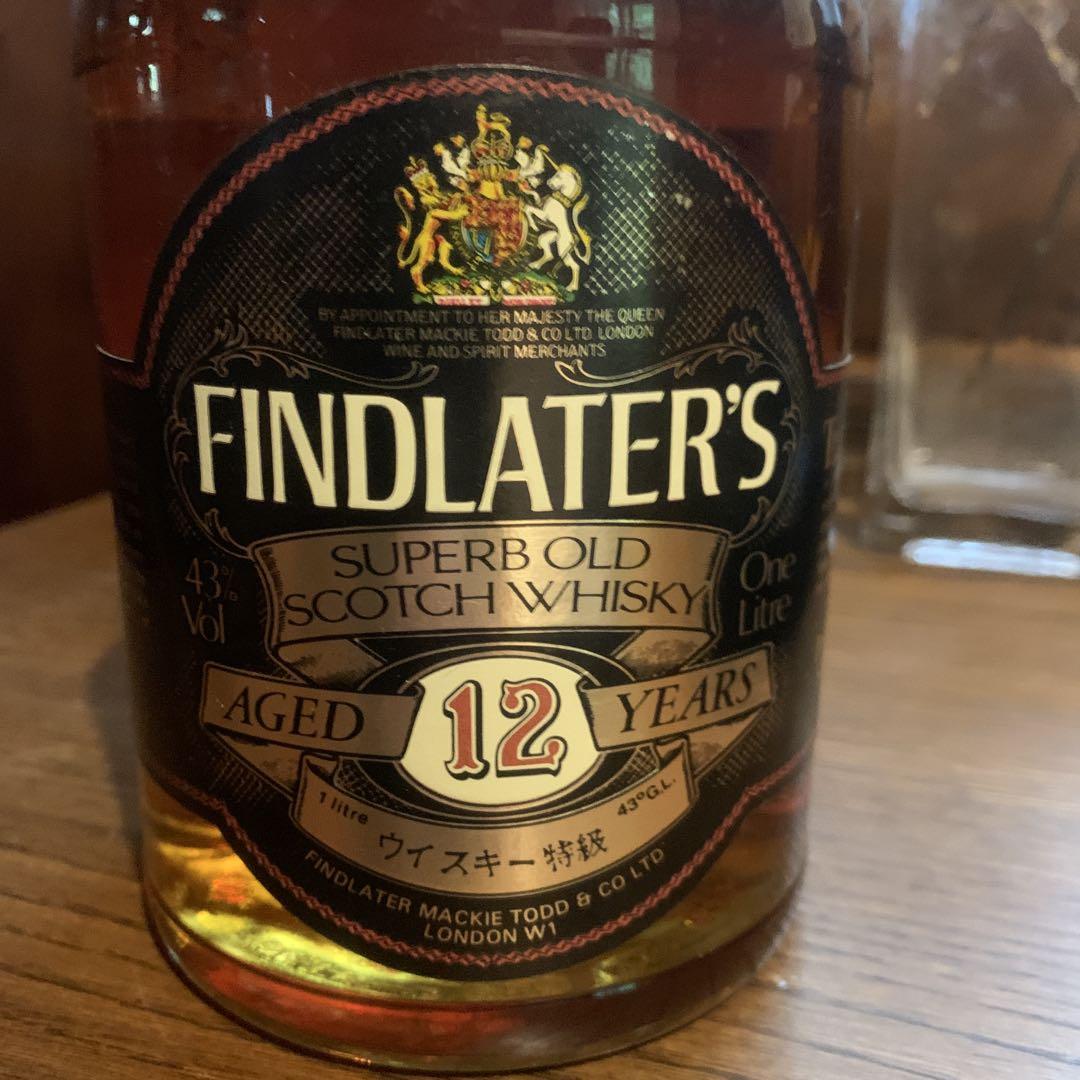 BY APPOINTMENT TO HER MAJESTY THE QUEEN
FINDLATER MACKIE TODD & CO LTD. LONDON
WINE AND SPIRIT MERCHANTS
FINDLATER'S
SUPERB OLD
SCOTCH WHISKY
43% Vol
One Litre
AGED 12 YEARS
1 litre
43°G.L.
ウイスキー特級
FINDLATER MACKIE TODD & CO LTD
LONDON W1